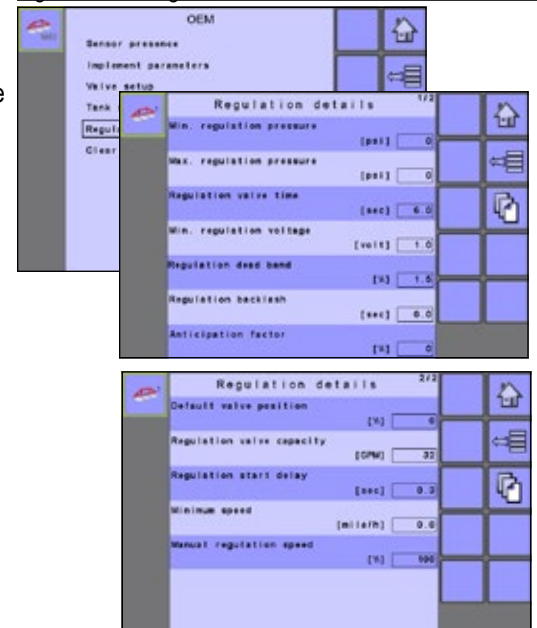 OEM
Sensor presence
Implement parameters
Valve setup
Tank
Regul
Clear
e
Regulation details 1/2
Min. regulation pressure
[psi] 0
Max. regulation pressure
[psi] 0
Regulation valve time
[sec] 6.0
Min. regulation voltage
[volt] 1.0
Regulation dead band
[%] 1.5
Regulation backlash
[sec] 0.0
Anticipation factor
[%] 0
Regulation details 2/2
Default valve position
[%] 0
Regulation valve capacity
[GPM] 32
Regulation start delay
[sec] 0.3
Minimum speed
[mile/h] 0.0
Manual regulation speed
[%] 100